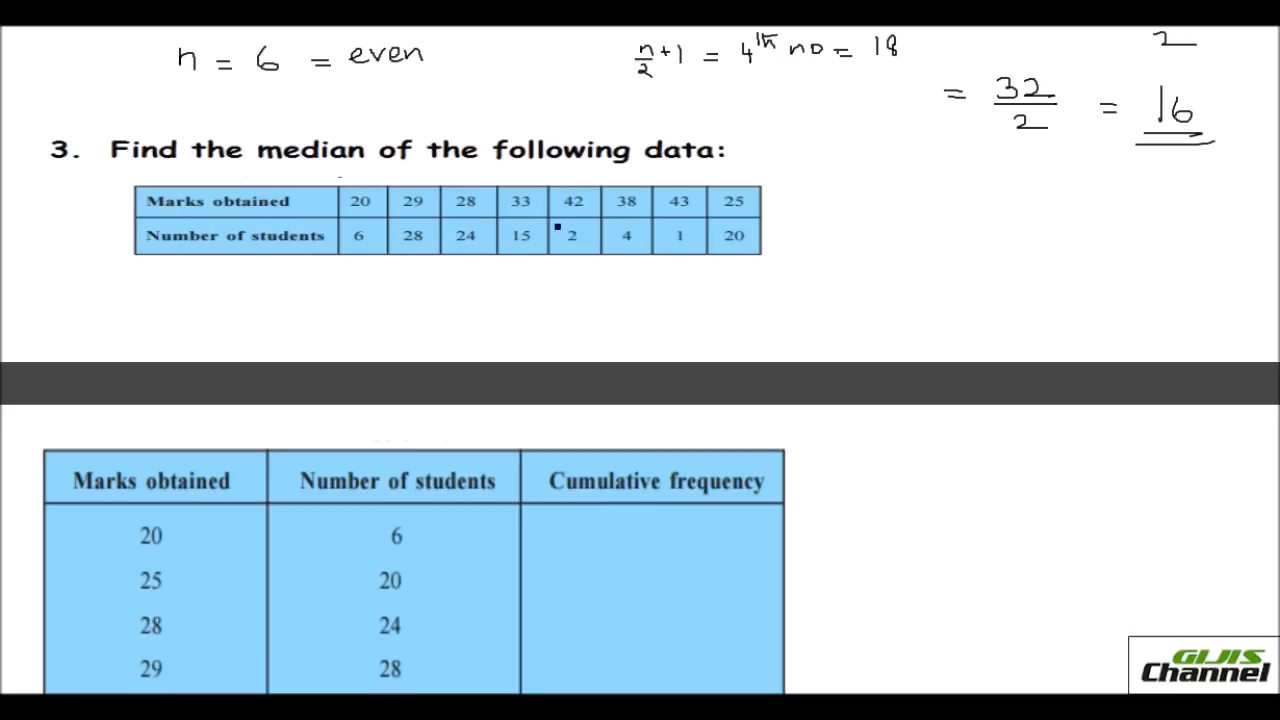 n = 6 = even
n/2 + 1 = 4th no = 18
2
= 32/2 = 16
3. Find the median of the following data:
Marks obtained 20 29 28 33 42 38 43 25
Number of students 6 28 24 15 2 4 1 20
Marks obtained Number of students Cumulative frequency
20 6
25 20
28 24
29 28
GIJIS
Channel